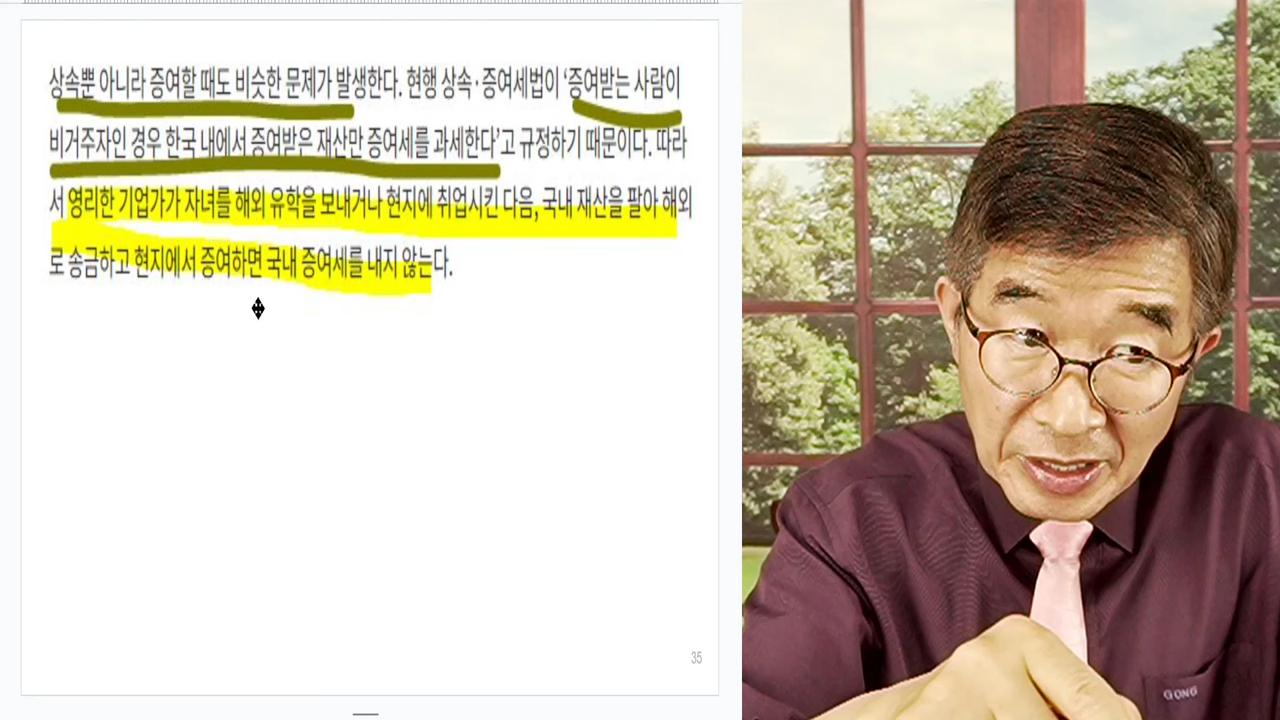 상속뿐 아니라 증여할 때도 비슷한 문제가 발생한다. 현행 상속·증여세법이 ‘증여받는 사람이
비거주자인 경우 한국 내에서 증여받은 재산만 증여세를 과세한다’고 규정하기 때문이다. 따라
서 영리한 기업가가 자녀를 해외 유학을 보내거나 현지에 취업시킨 다음, 국내 재산을 팔아 해외
로 송금하고 현지에서 증여하면 국내 증여세를 내지 않는다.
35
GONG